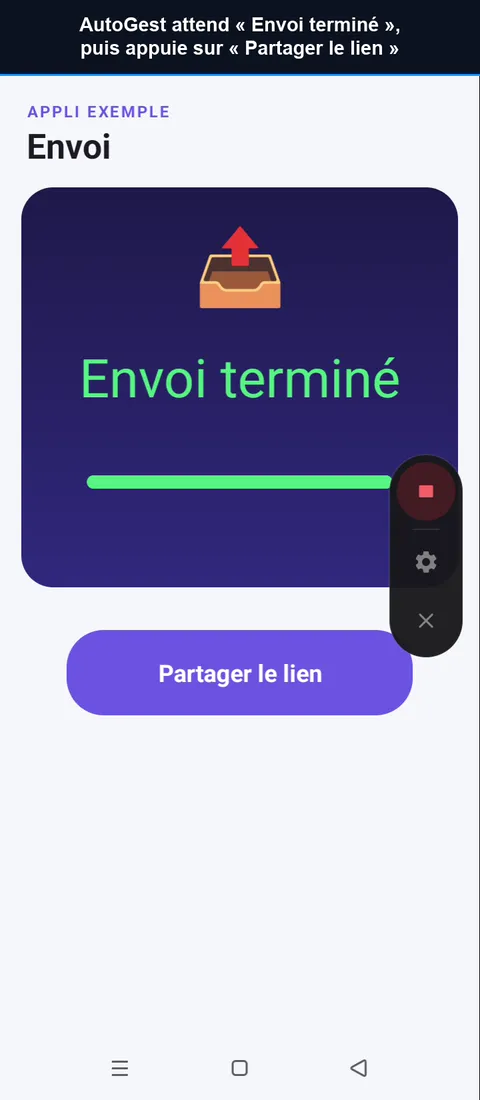 AutoGest attend « Envoi terminé »,
puis appuie sur « Partager le lien »
APPLI EXEMPLE
Envoi
Envoi terminé
Partager le lien